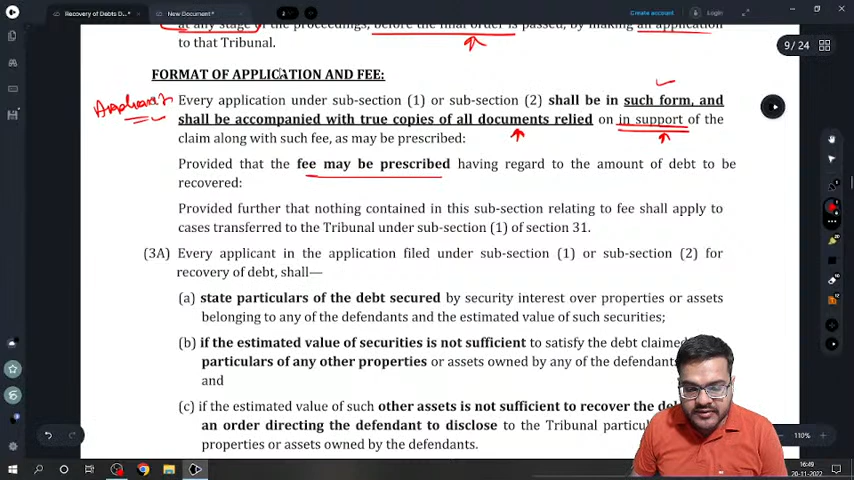 Recovery of Debts D...*
New Document*
2
Create account
Login
at any stage of the proceedings, before the final order is passed, by making an application
to that Tribunal.
9 / 24
FORMAT OF APPLICATION AND FEE:
Applicant
Every application under sub-section (1) or sub-section (2) shall be in such form, and
shall be accompanied with true copies of all documents relied on in support of the
claim along with such fee, as may be prescribed:
Provided that the fee may be prescribed having regard to the amount of debt to be
recovered:
Provided further that nothing contained in this sub-section relating to fee shall apply to
cases transferred to the Tribunal under sub-section (1) of section 31.
(3A) Every applicant in the application filed under sub-section (1) or sub-section (2) for
recovery of debt, shall—
(a) state particulars of the debt secured by security interest over properties or assets
belonging to any of the defendants and the estimated value of such securities;
(b) if the estimated value of securities is not sufficient to satisfy the debt claimed
particulars of any other properties or assets owned by any of the defendants
and
(c) if the estimated value of such other assets is not sufficient to recover the
an order directing the defendant to disclose to the Tribunal
properties or assets owned by the defendants.
110%
16:49
20-11-2022